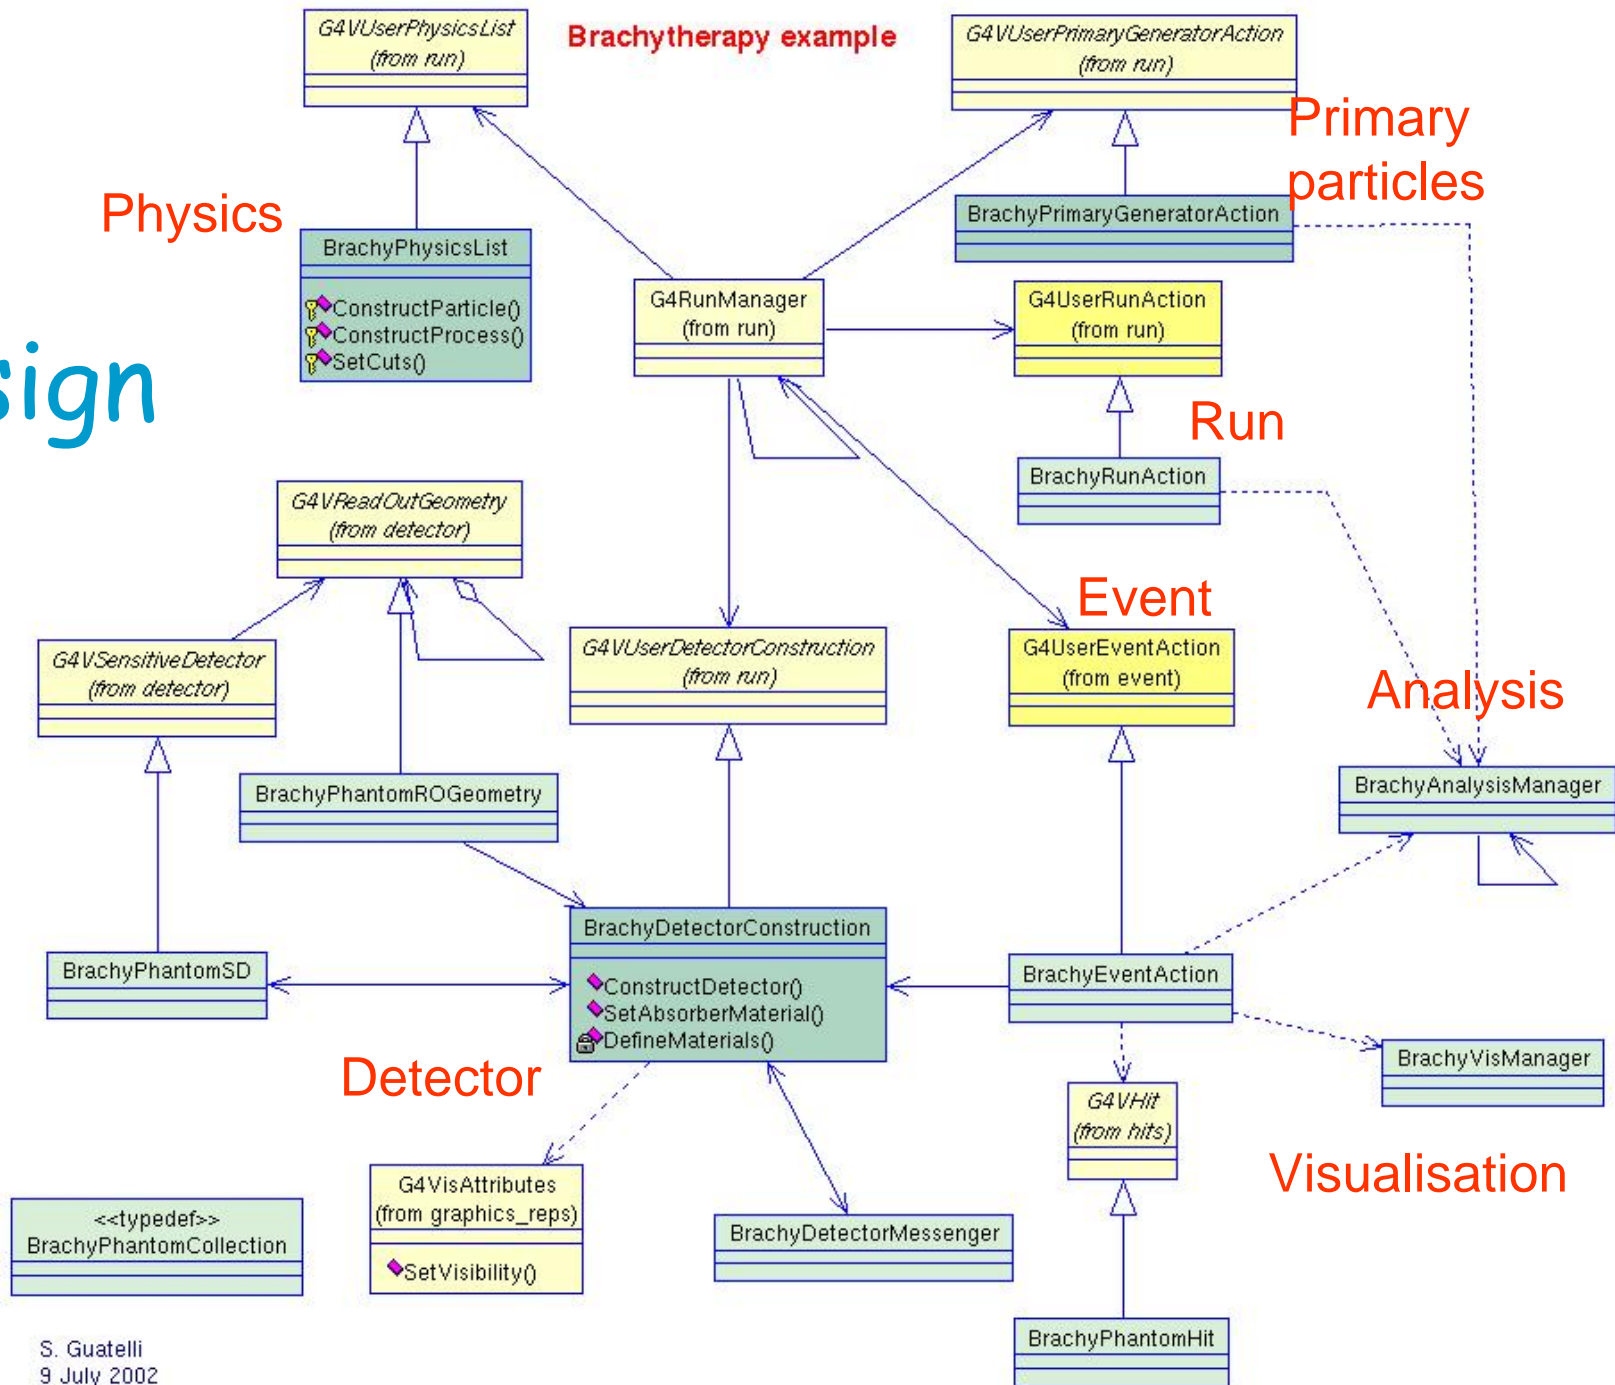 G4VUserPhysicsList
(from run)
Brachytherapy example
G4VUserPrimaryGeneratorAction
(from run)
Primary
particles
Physics
BrachyPrimaryGeneratorAction
BrachyPhysicsList
ConstructParticle()
ConstructProcess()
SetCuts()
G4RunManager
(from run)
G4UserRunAction
(from run)
sign
Run
BrachyRunAction
G4VReadOutGeometry
(from detector)
Event
G4VSensitiveDetector
(from detector)
G4VUserDetectorConstruction
(from run)
G4UserEventAction
(from event)
Analysis
BrachyPhantomROGeometry
BrachyAnalysisManager
BrachyDetectorConstruction
ConstructDetector()
SetAbsorberMaterial()
DefineMaterials()
BrachyPhantomSD
BrachyEventAction
Detector
BrachyVisManager
G4VHit
(from hits)
Visualisation
G4VisAttributes
(from graphics_reps)
SetVisibility()
<<typedef>>
BrachyPhantomCollection
BrachyDetectorMessenger
BrachyPhantomHit
S. Guatelli
9 July 2002